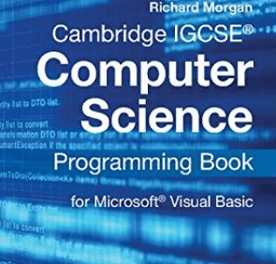 Richard Morgan
Cambridge IGCSE®
Computer
Science
Programming Book
for Microsoft® Visual Basic